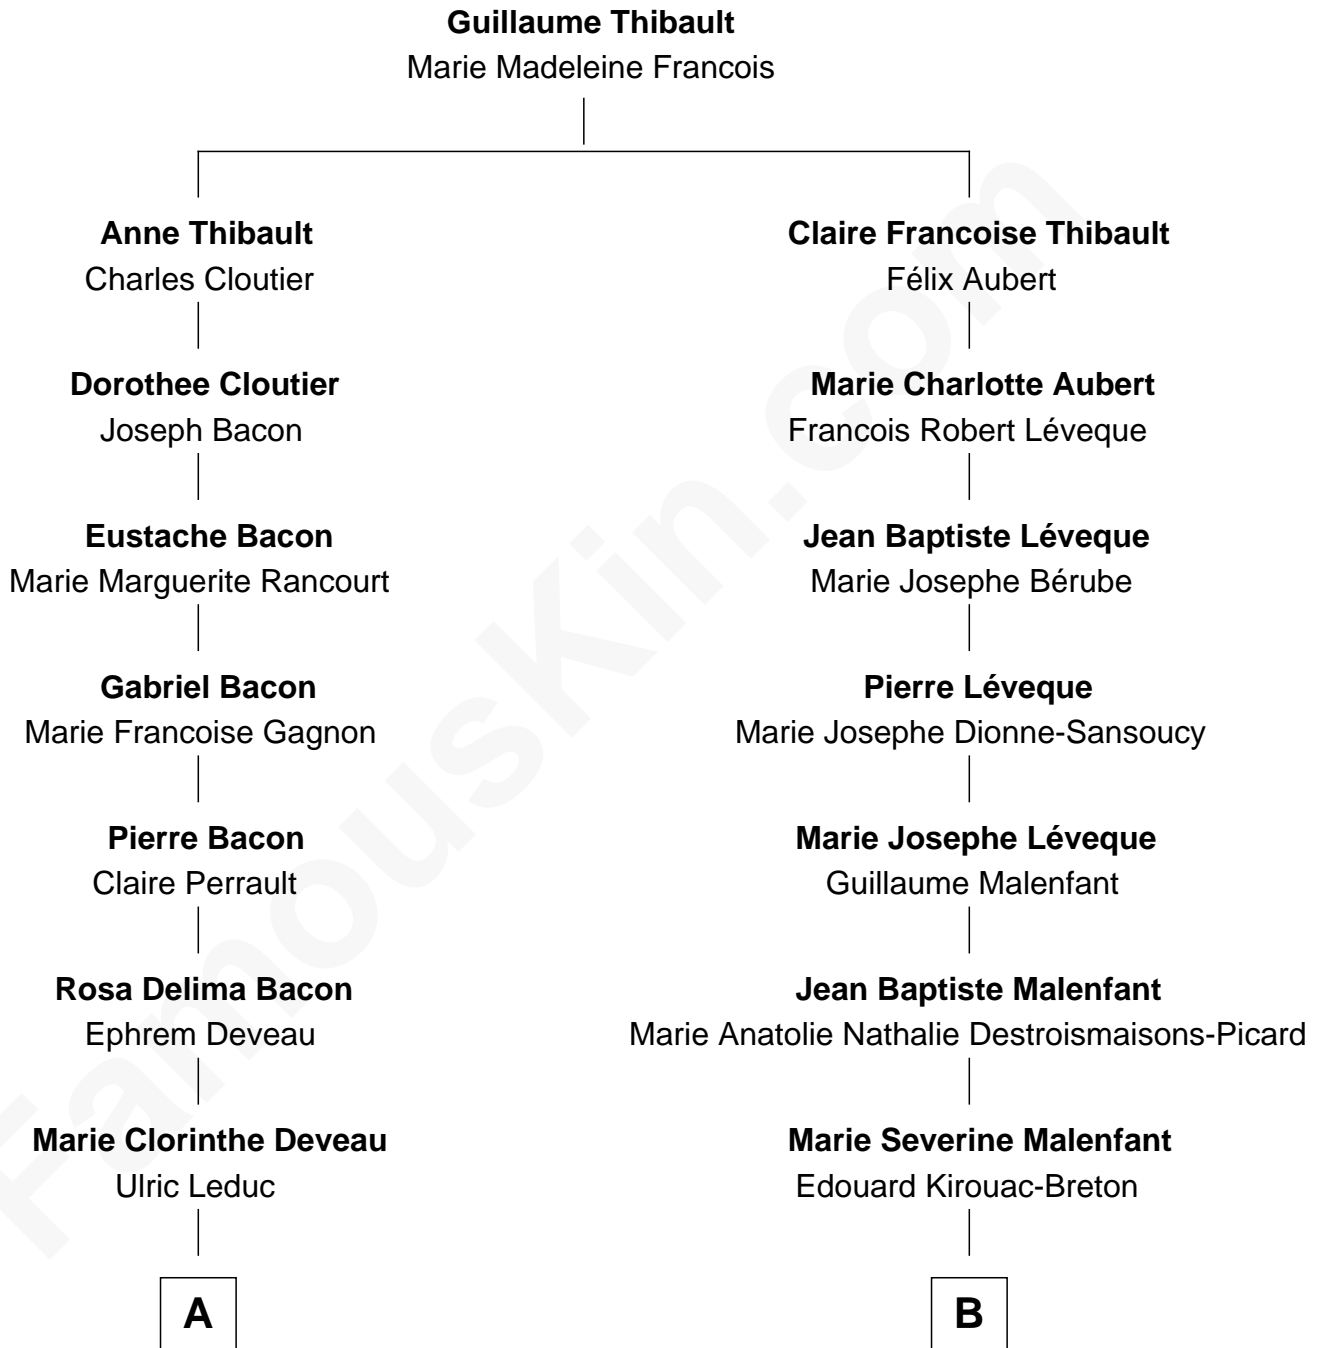 Guillaume Thibault
Marie Madeleine Francois
Anne Thibault
Charles Cloutier
Claire Francoise Thibault
Félix Aubert
Dorothee Cloutier
Joseph Bacon
Marie Charlotte Aubert
Francois Robert Léveque
Eustache Bacon
Marie Marguerite Rancourt
Jean Baptiste Léveque
Marie Josephe Bérube
Gabriel Bacon
Marie Francoise Gagnon
Pierre Léveque
Marie Josephe Dionne-Sansoucy
Pierre Bacon
Claire Perrault
Marie Josephe Léveque
Guillaume Malenfant
Rosa Delima Bacon
Ephrem Deveau
Jean Baptiste Malenfant
Marie Anatolie Nathalie Destroismaisons-Picard
Marie Clorinthe Deveau
Ulric Leduc
Marie Severine Malenfant
Edouard Kirouac-Breton
A
B
FamousKin.com